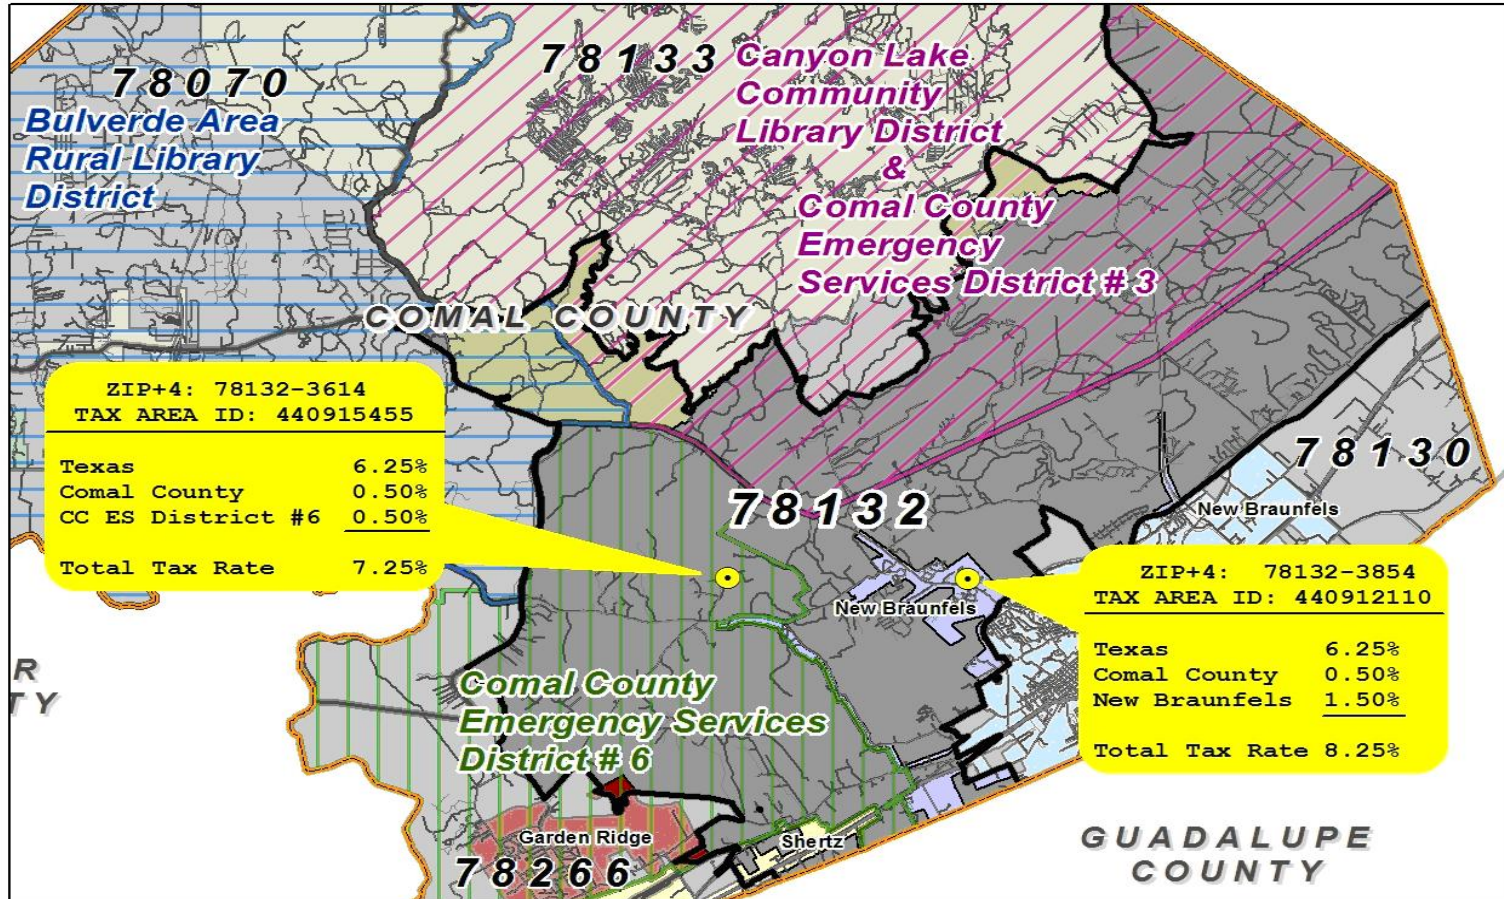 78070
Bulverde Area
Rural Library
District
78133
Canyon Lake
Community
Library District
&
Comal County
Emergency
Services District # 3
COMAL COUNTY
ZIP+4: 78132-3614
TAX AREA ID: 440915455
Texas 6.25%
Comal County 0.50%
CC ES District #6 0.50%
Total Tax Rate 7.25%
78132
78130
New Braunfels
New Braunfels
ZIP+4: 78132-3854
TAX AREA ID: 440912110
Texas 6.25%
Comal County 0.50%
New Braunfels 1.50%
Total Tax Rate 8.25%
R
TY
Comal County
Emergency Services
District # 6
Garden Ridge
Shertz
78266
GUADALUPE
COUNTY